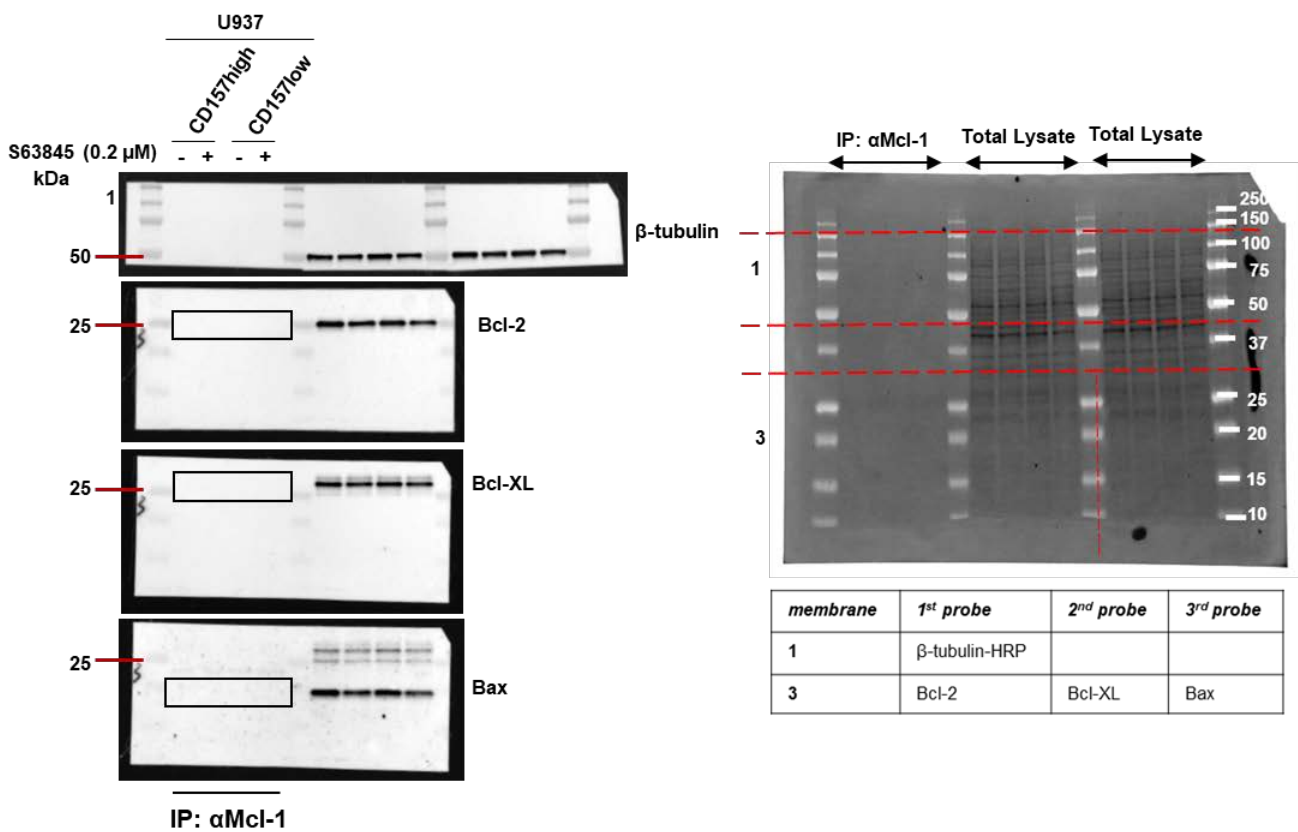 U937
CD157high
CD157low
S63845 (0.2 µM) - + - +
kDa
1
50
β-tubulin
25
Bcl-2
3
25
Bcl-XL
3
25
Bax
3
IP: αMcl-1
IP: αMcl-1 Total Lysate Total Lysate
250
150
100
75
50
37
25
20
15
10
1
3
membrane 1st probe 2nd probe 3rd probe
1 β-tubulin-HRP
3 Bcl-2 Bcl-XL Bax